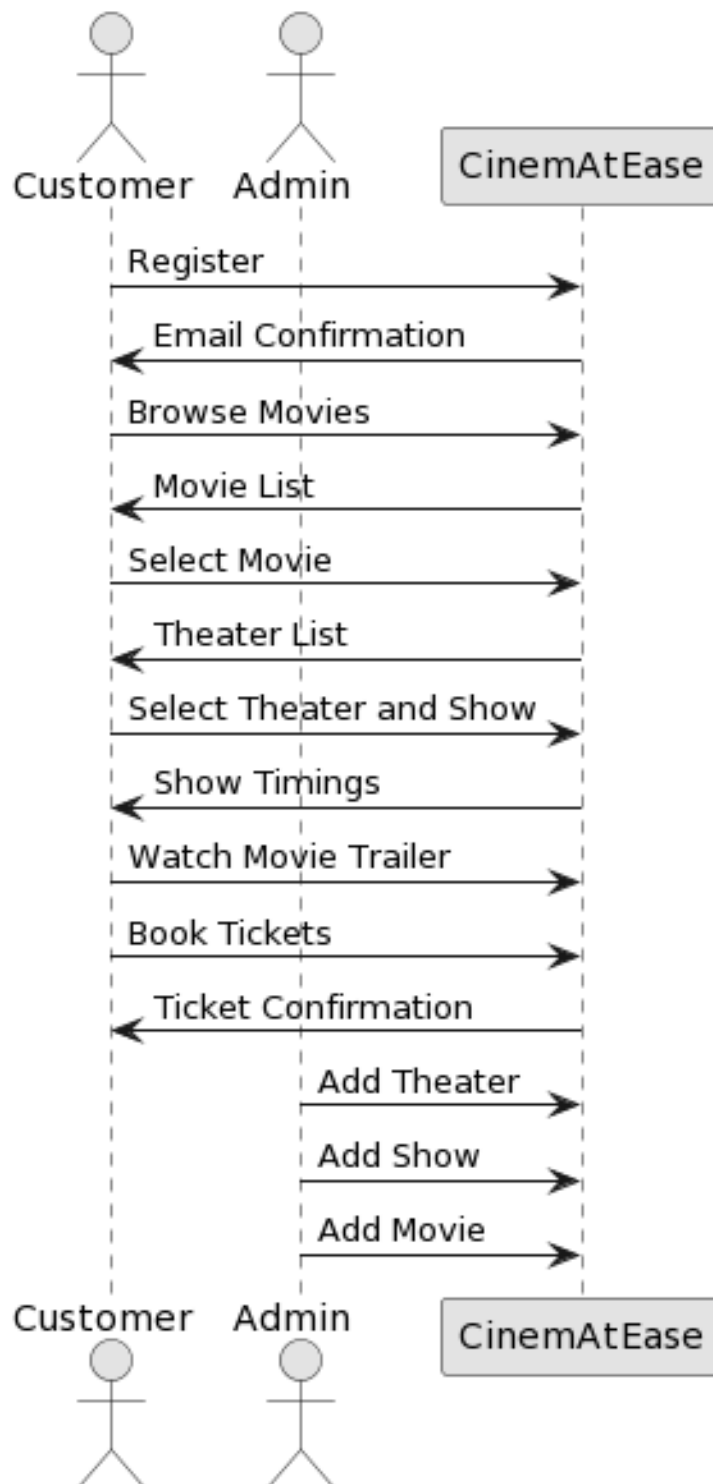 Customer
Admin
CinemAtEase
Register
Email Confirmation
Browse Movies
Movie List
Select Movie
Theater List
Select Theater and Show
Show Timings
Watch Movie Trailer
Book Tickets
Ticket Confirmation
Add Theater
Add Show
Add Movie
Customer
Admin
CinemAtEase